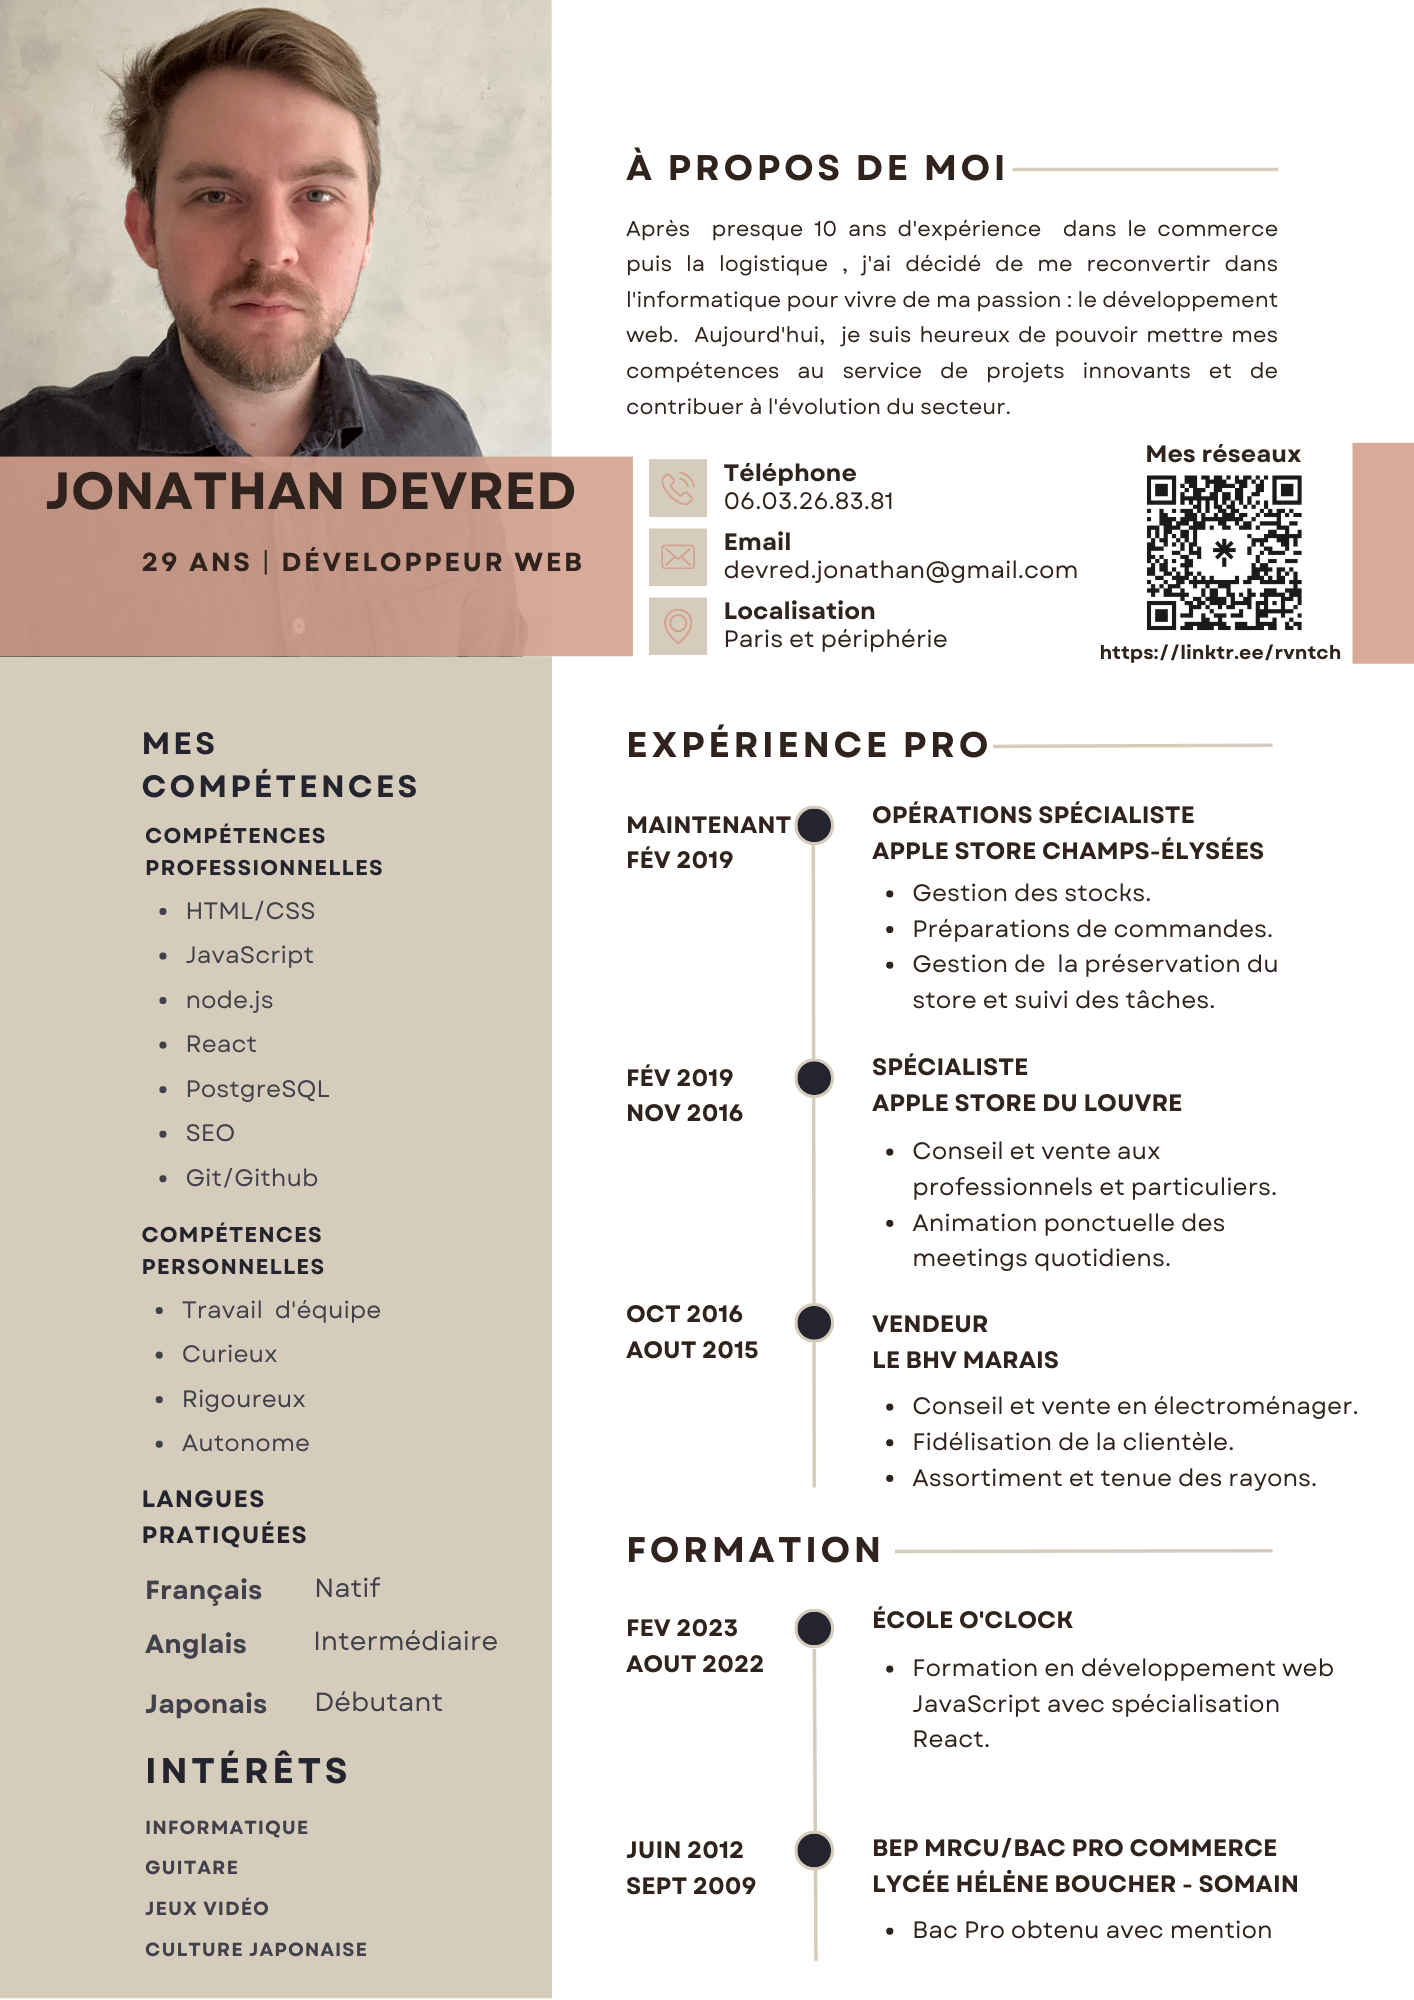 À PROPOS DE MOI
Après presque 10 ans d'expérience dans le commerce
puis la logistique , j'ai décidé de me reconvertir dans
l'informatique pour vivre de ma passion : le développement
web. Aujourd'hui, je suis heureux de pouvoir mettre mes
compétences au service de projets innovants et de
contribuer à l'évolution du secteur.
JONATHAN DEVRED
29 ANS | DÉVELOPPEUR WEB
Téléphone
06.03.26.83.81
Email
devred.jonathan@gmail.com
Localisation
Paris et périphérie
Mes réseaux
https://linktr.ee/rvntch
MES
COMPÉTENCES
COMPÉTENCES
PROFESSIONNELLES
• HTML/CSS
• JavaScript
• node.js
• React
• PostgreSQL
• SEO
• Git/Github
COMPÉTENCES
PERSONNELLES
• Travail d'équipe
• Curieux
• Rigoureux
• Autonome
LANGUES
PRATIQUÉES
Français Natif
Anglais Intermédiaire
Japonais Débutant
INTÉRÊTS
INFORMATIQUE
GUITARE
JEUX VIDÉO
CULTURE JAPONAISE
EXPÉRIENCE PRO
MAINTENANT
FÉV 2019
OPÉRATIONS SPÉCIALISTE
APPLE STORE CHAMPS-ÉLYSÉES
• Gestion des stocks.
• Préparations de commandes.
• Gestion de la préservation du
store et suivi des tâches.
FÉV 2019
NOV 2016
SPÉCIALISTE
APPLE STORE DU LOUVRE
• Conseil et vente aux
professionnels et particuliers.
• Animation ponctuelle des
meetings quotidiens.
OCT 2016
AOUT 2015
VENDEUR
LE BHV MARAIS
• Conseil et vente en électroménager.
• Fidélisation de la clientèle.
• Assortiment et tenue des rayons.
FORMATION
FEV 2023
AOUT 2022
ÉCOLE O'CLOCK
• Formation en développement web
JavaScript avec spécialisation
React.
JUIN 2012
SEPT 2009
BEP MRCU/BAC PRO COMMERCE
LYCÉE HÉLĖNE BOUCHER - SOMAIN
• Bac Pro obtenu avec mention